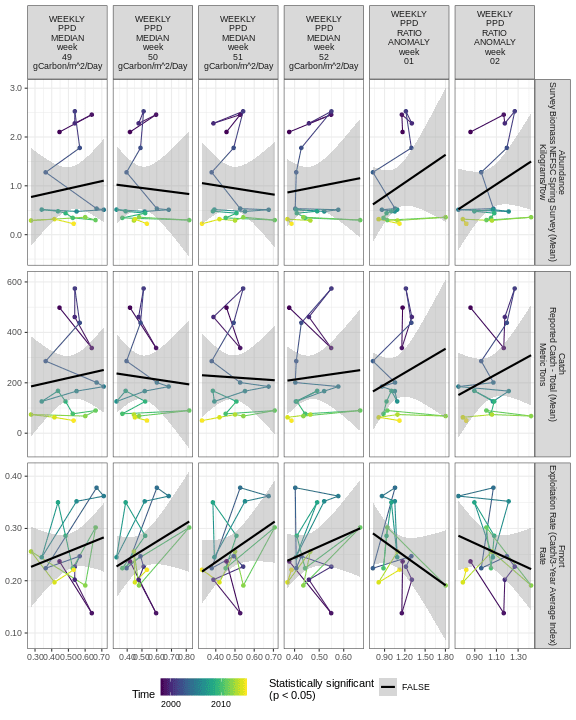 WEEKLY
PPD
MEDIAN
week
49
gCarbon/m^2/Day
WEEKLY
PPD
MEDIAN
week
50
gCarbon/m^2/Day
WEEKLY
PPD
MEDIAN
week
51
gCarbon/m^2/Day
WEEKLY
PPD
MEDIAN
week
52
gCarbon/m^2/Day
WEEKLY
PPD
RATIO
ANOMALY
week
01
WEEKLY
PPD
RATIO
ANOMALY
week
02
3.0
2.0
1.0
0.0
Abundance
Survey Biomass NEFSC Spring Survey (Mean)
Kilograms/Tow
600
400
200
0
Catch
Reported Catch - Total (Mean)
Metric Tons
0.40
0.30
0.20
0.10
Fmort
Exploitation Rate (Catch/3-Year Average Index)
Rate
0.30 0.40 0.50 0.60 0.70
0.40 0.50 0.60 0.70 0.80
0.40 0.50 0.60 0.70
0.40 0.50 0.60
0.90 1.20 1.50 1.80
0.90 1.10 1.30
Time
2000 2010
Statistically significant
(p < 0.05)
FALSE